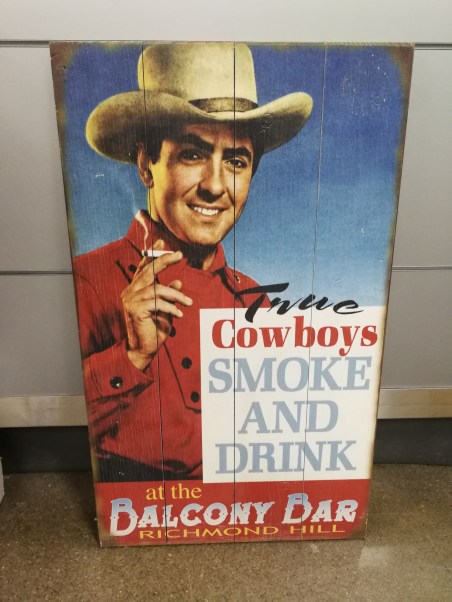 True
Cowboys
SMOKE
AND
DRINK
at the
BALCONY BAR
RICHMOND HILL